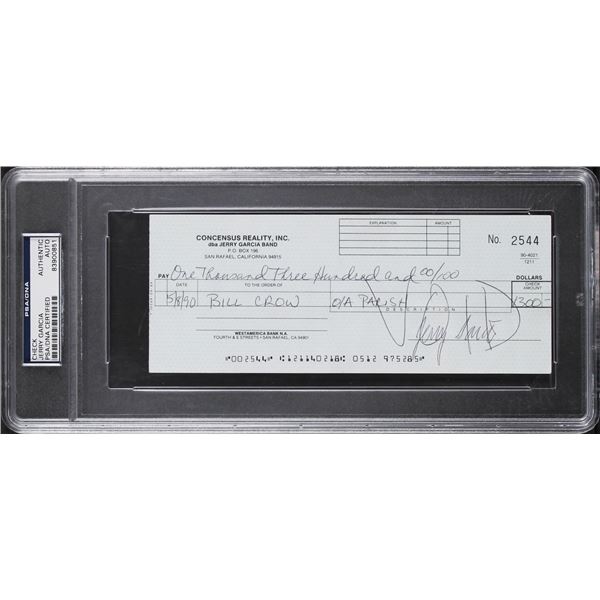 PSA/DNA
CHECK
JERRY GARCIA
PSA/DNA CERTIFIED
AUTHENTIC
AUTO
83900851
CONCENSUS REALITY, INC.
dba JERRY GARCIA BAND
P.O. BOX 196
SAN RAFAEL, CALIFORNIA 94915
EXPLANATION AMOUNT
No. 2544
90-4021
1211
PAY One Thousand Three Hundred and 00/100 DOLLARS
DATE TO THE ORDER OF DESCRIPTION CHECK AMOUNT
5/8/90 BILL CROW O/A PARISH 1300-
WESTAMERICA BANK N.A.
FOURTH & E STREETS • SAN RAFAEL, CA 94901
Jerry Garcia
⑈002544⑈ ⑆121140218⑆ 0512 975285⑈